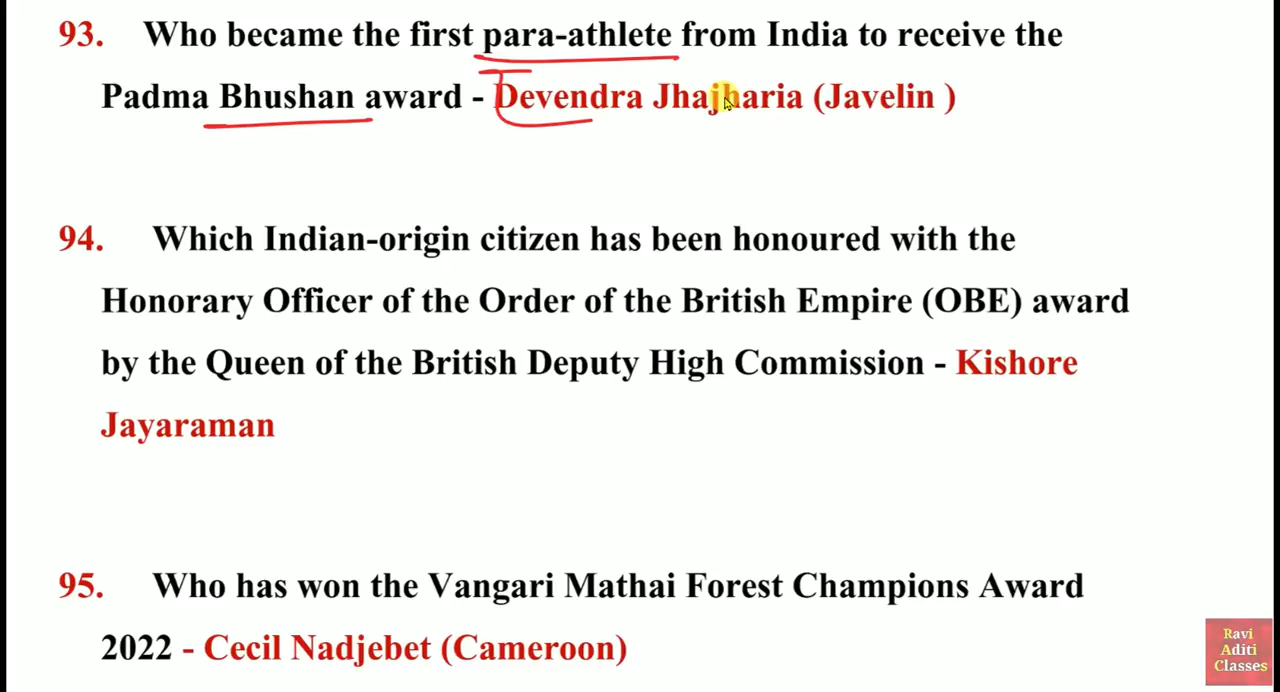 93. Who became the first para-athlete from India to receive the
Padma Bhushan award - Devendra Jhajharia (Javelin )
94. Which Indian-origin citizen has been honoured with the
Honorary Officer of the Order of the British Empire (OBE) award
by the Queen of the British Deputy High Commission - Kishore
Jayaraman
95. Who has won the Vangari Mathai Forest Champions Award
2022 - Cecil Nadjebet (Cameroon)
Ravi
Aditi
Classes